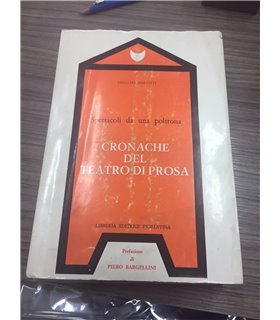 Spettacoli da una poltrona
CRONACHE
DEL
TEATRO DI PROSA
LIBRERIA EDITRICE FIORENTINA
Prefazione
di
PIERO BARGELLINI